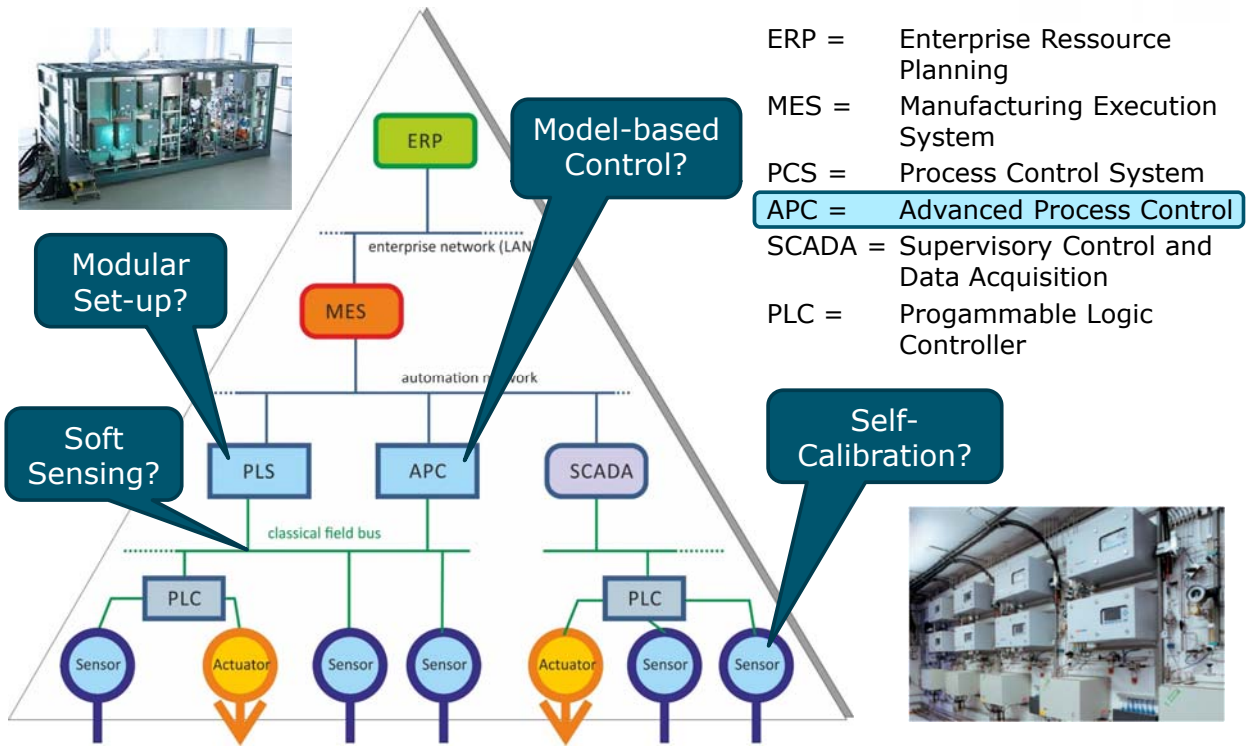 ERP = Enterprise Ressource
Planning
MES = Manufacturing Execution
System
PCS = Process Control System
APC = Advanced Process Control
SCADA = Supervisory Control and
Data Acquisition
PLC = Progammable Logic
Controller
Model-based
Control?
ERP
enterprise network (LAN
Modular
Set-up?
MES
automation network
Soft
Sensing?
Self-
Calibration?
PLS
APC
SCADA
classical field bus
PLC
PLC
Sensor
Actuator
Sensor
Sensor
Actuator
Sensor
Sensor